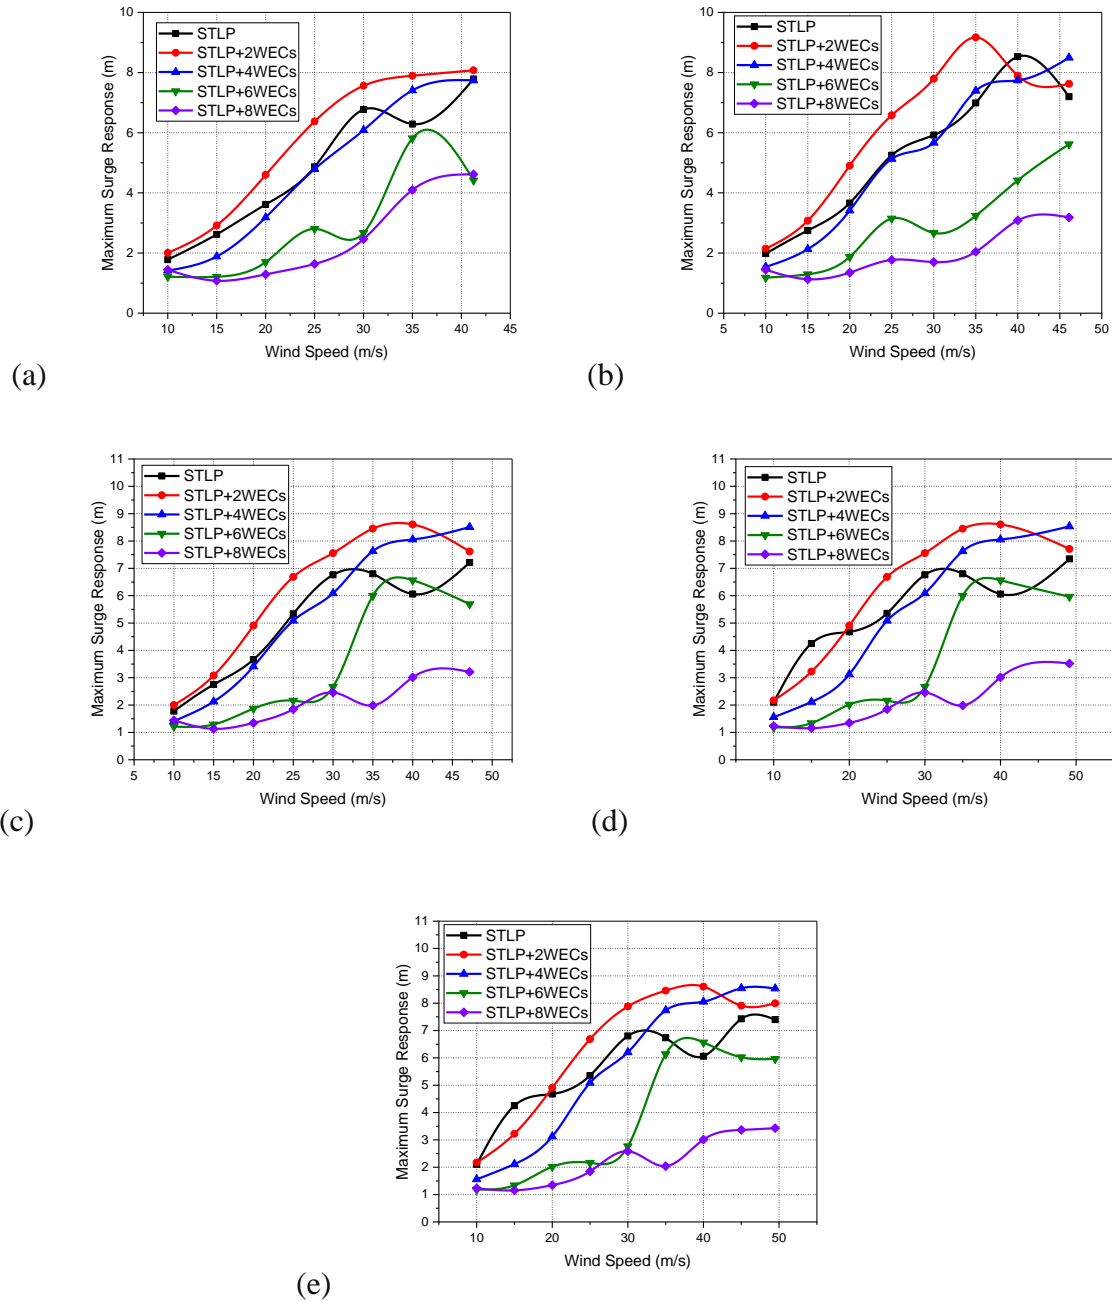 10
8
6
4
2
0
Maximum Surge Response (m)
STLP
STLP+2WECs
STLP+4WECs
STLP+6WECs
STLP+8WECs
10 15 20 25 30 35 40 45
Wind Speed (m/s)
(a)
10
8
6
4
2
0
Maximum Surge Response (m)
STLP
STLP+2WECs
STLP+4WECs
STLP+6WECs
STLP+8WECs
5 10 15 20 25 30 35 40 45 50
Wind Speed (m/s)
(b)
11
10
9
8
7
6
5
4
3
2
1
0
Maximum Surge Response (m)
STLP
STLP+2WECs
STLP+4WECs
STLP+6WECs
STLP+8WECs
5 10 15 20 25 30 35 40 45 50
Wind Speed (m/s)
(c)
11
10
9
8
7
6
5
4
3
2
1
0
Maximum Surge Response (m)
STLP
STLP+2WECs
STLP+4WECs
STLP+6WECs
STLP+8WECs
10 20 30 40 50
Wind Speed (m/s)
(d)
11
10
9
8
7
6
5
4
3
2
1
0
Maximum Surge Response (m)
STLP
STLP+2WECs
STLP+4WECs
STLP+6WECs
STLP+8WECs
10 20 30 40 50
Wind Speed (m/s)
(e)